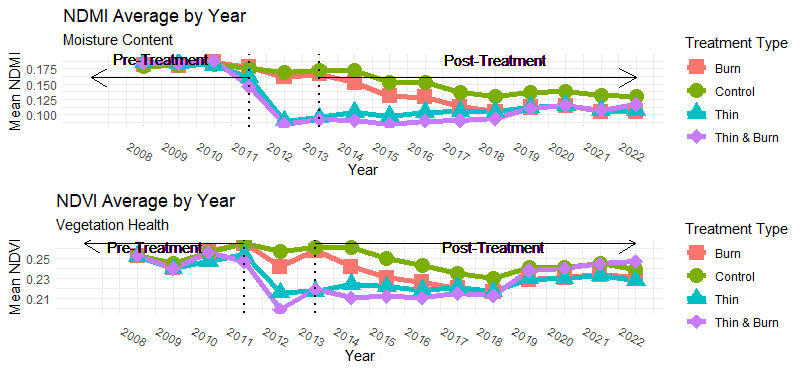 NDMI Average by Year
Moisture Content
Pre-Treatment
Post-Treatment
Mean NDMI
0.175
0.150
0.125
0.100
2008 2009 2010 2011 2012 2013 2014 2015 2016 2017 2018 2019 2020 2021 2022
Year
Treatment Type
Burn
Control
Thin
Thin & Burn
NDVI Average by Year
Vegetation Health
Pre-Treatment
Post-Treatment
Mean NDVI
0.25
0.23
0.21
2008 2009 2010 2011 2012 2013 2014 2015 2016 2017 2018 2019 2020 2021 2022
Year
Treatment Type
Burn
Control
Thin
Thin & Burn